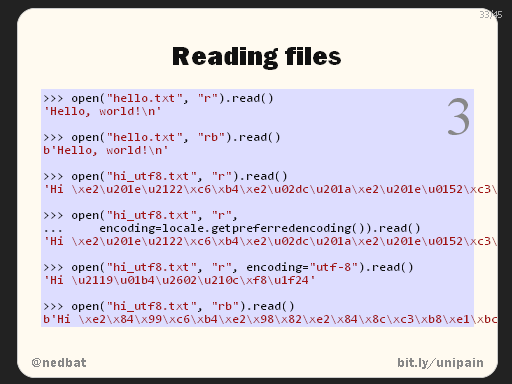 33/45
Reading files
3
>>> open("hello.txt", "r").read()
'Hello, world!\n'
>>> open("hello.txt", "rb").read()
b'Hello, world!\n'
>>> open("hi_utf8.txt", "r").read()
'Hi \xe2\u201e\u2122\xc6\xb4\xe2\u02dc\u201a\xe2\u201e\u0152\xc3\
>>> open("hi_utf8.txt", "r",
...     encoding=locale.getpreferredencoding()).read()
'Hi \xe2\u201e\u2122\xc6\xb4\xe2\u02dc\u201a\xe2\u201e\u0152\xc3\
>>> open("hi_utf8.txt", "r", encoding="utf-8").read()
'Hi \u2119\u01b4\u2602\u210c\xf8\u1f24'
>>> open("hi_utf8.txt", "rb").read()
b'Hi \xe2\x84\x99\xc6\xb4\xe2\x98\x82\xe2\x84\x8c\xc3\xb8\xe1\xbc
@nedbat
bit.ly/unipain